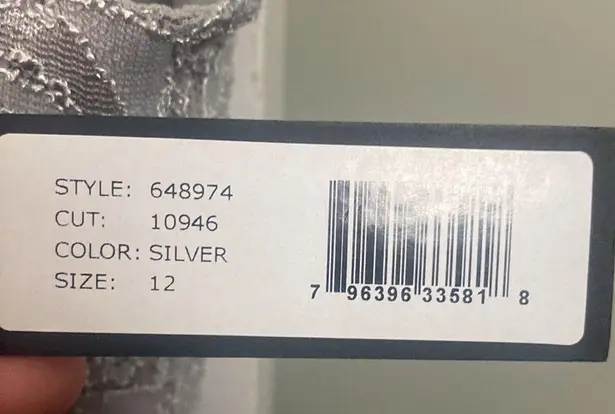 STYLE: 648974
CUT: 10946
COLOR: SILVER
SIZE: 12
7 96396 33581 8